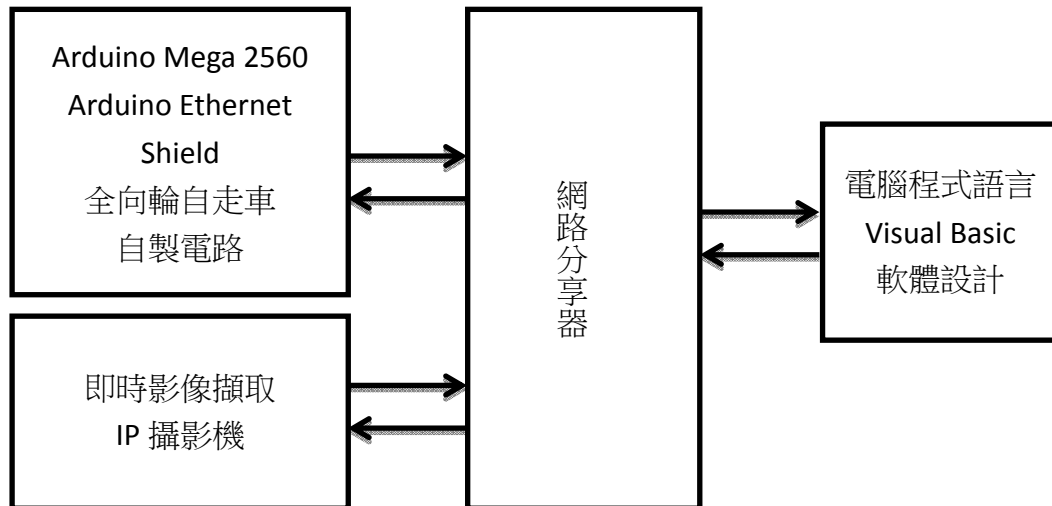 Arduino Mega 2560
Arduino Ethernet
Shield
全向輪自走車
自製電路
即時影像擷取
IP 攝影機
網路分享器
電腦程式語言
Visual Basic
軟體設計